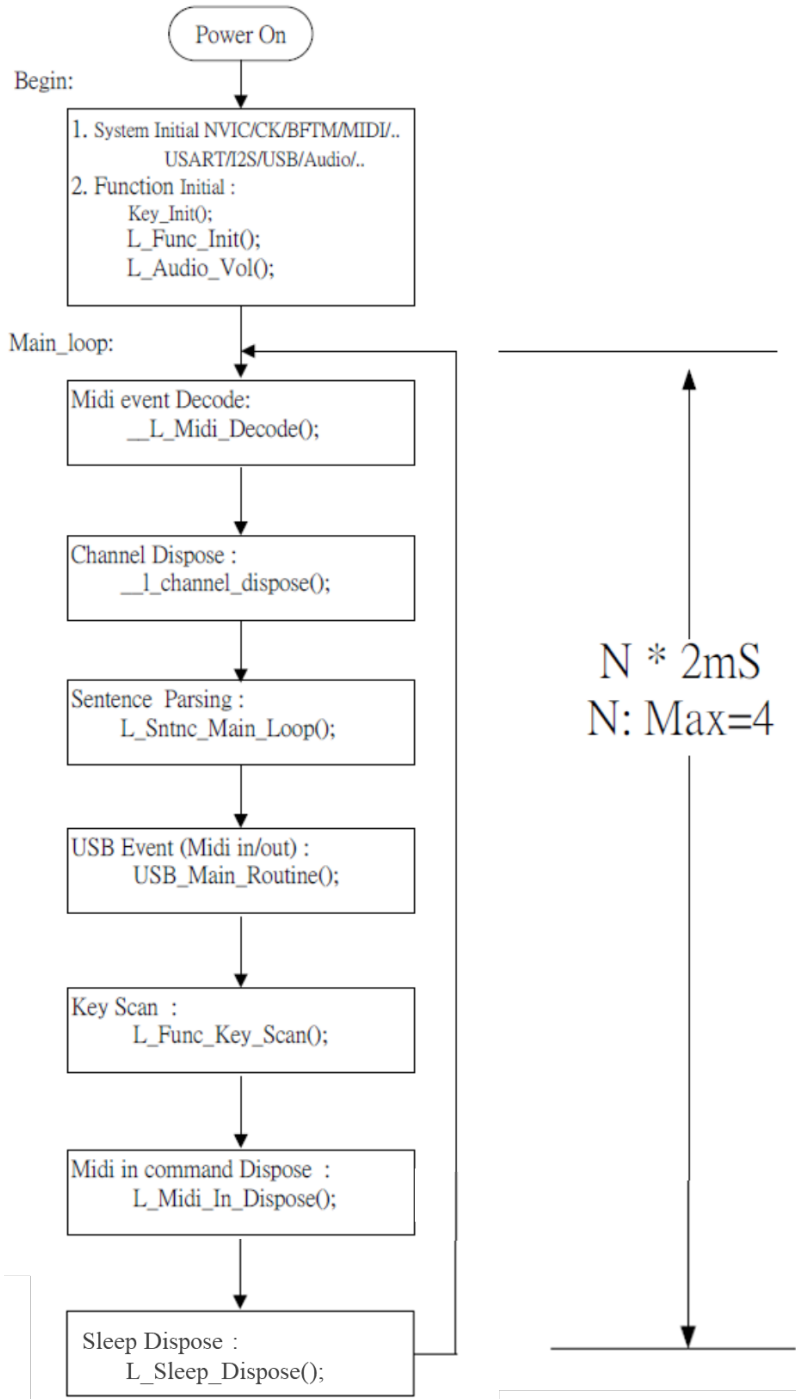 Power On
Begin:
1. System Initial NVIC/CK/BFTM/MIDI/..
USART/I2S/USB/Audio/..
2. Function Initial :
Key_Init();
L_Func_Init();
L_Audio_Vol();
Main_loop:
Midi event Decode:
__L_Midi_Decode();
Channel Dispose :
__l_channel_dispose();
Sentence Parsing :
L_Sntnc_Main_Loop();
USB Event (Midi in/out) :
USB_Main_Routine();
Key Scan :
L_Func_Key_Scan();
Midi in command Dispose :
L_Midi_In_Dispose();
Sleep Dispose :
L_Sleep_Dispose();
N * 2mS
N: Max=4